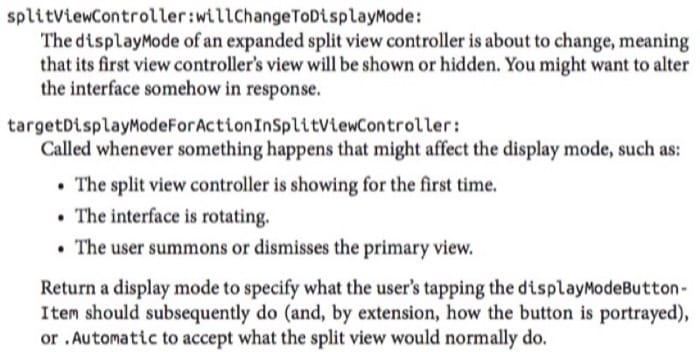 splitViewController:willChangeToDisplayMode:
The displayMode of an expanded split view controller is about to change, meaning
that its first view controller's view will be shown or hidden. You might want to alter
the interface somehow in response.
targetDisplayModeForActionInSplitViewController:
Called whenever something happens that might affect the display mode, such as:
• The split view controller is showing for the first time.
• The interface is rotating.
• The user summons or dismisses the primary view.
Return a display mode to specify what the user's tapping the displayModeButton-
Item should subsequently do (and, by extension, how the button is portrayed),
or .Automatic to accept what the split view would normally do.